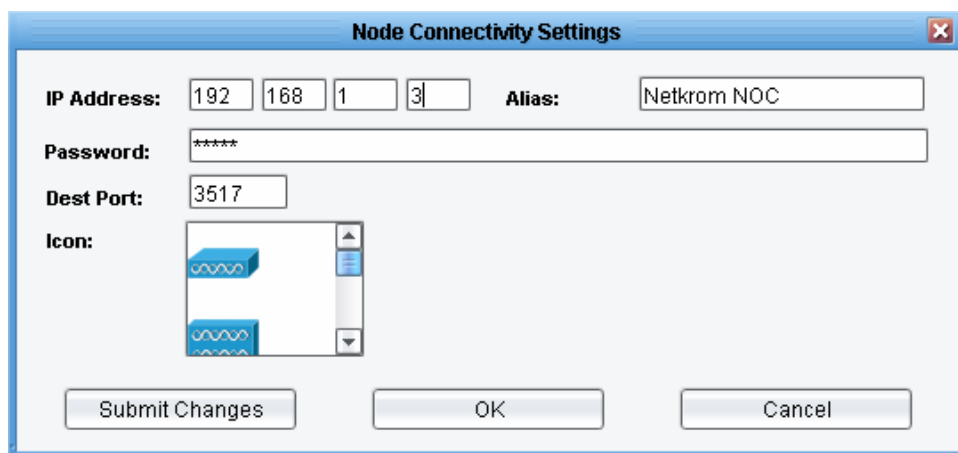 Node Connectivity Settings
IP Address: 192 168 1 3 Alias: Netkrom NOC
Password: *****
Dest Port: 3517
Icon:
Submit Changes OK Cancel